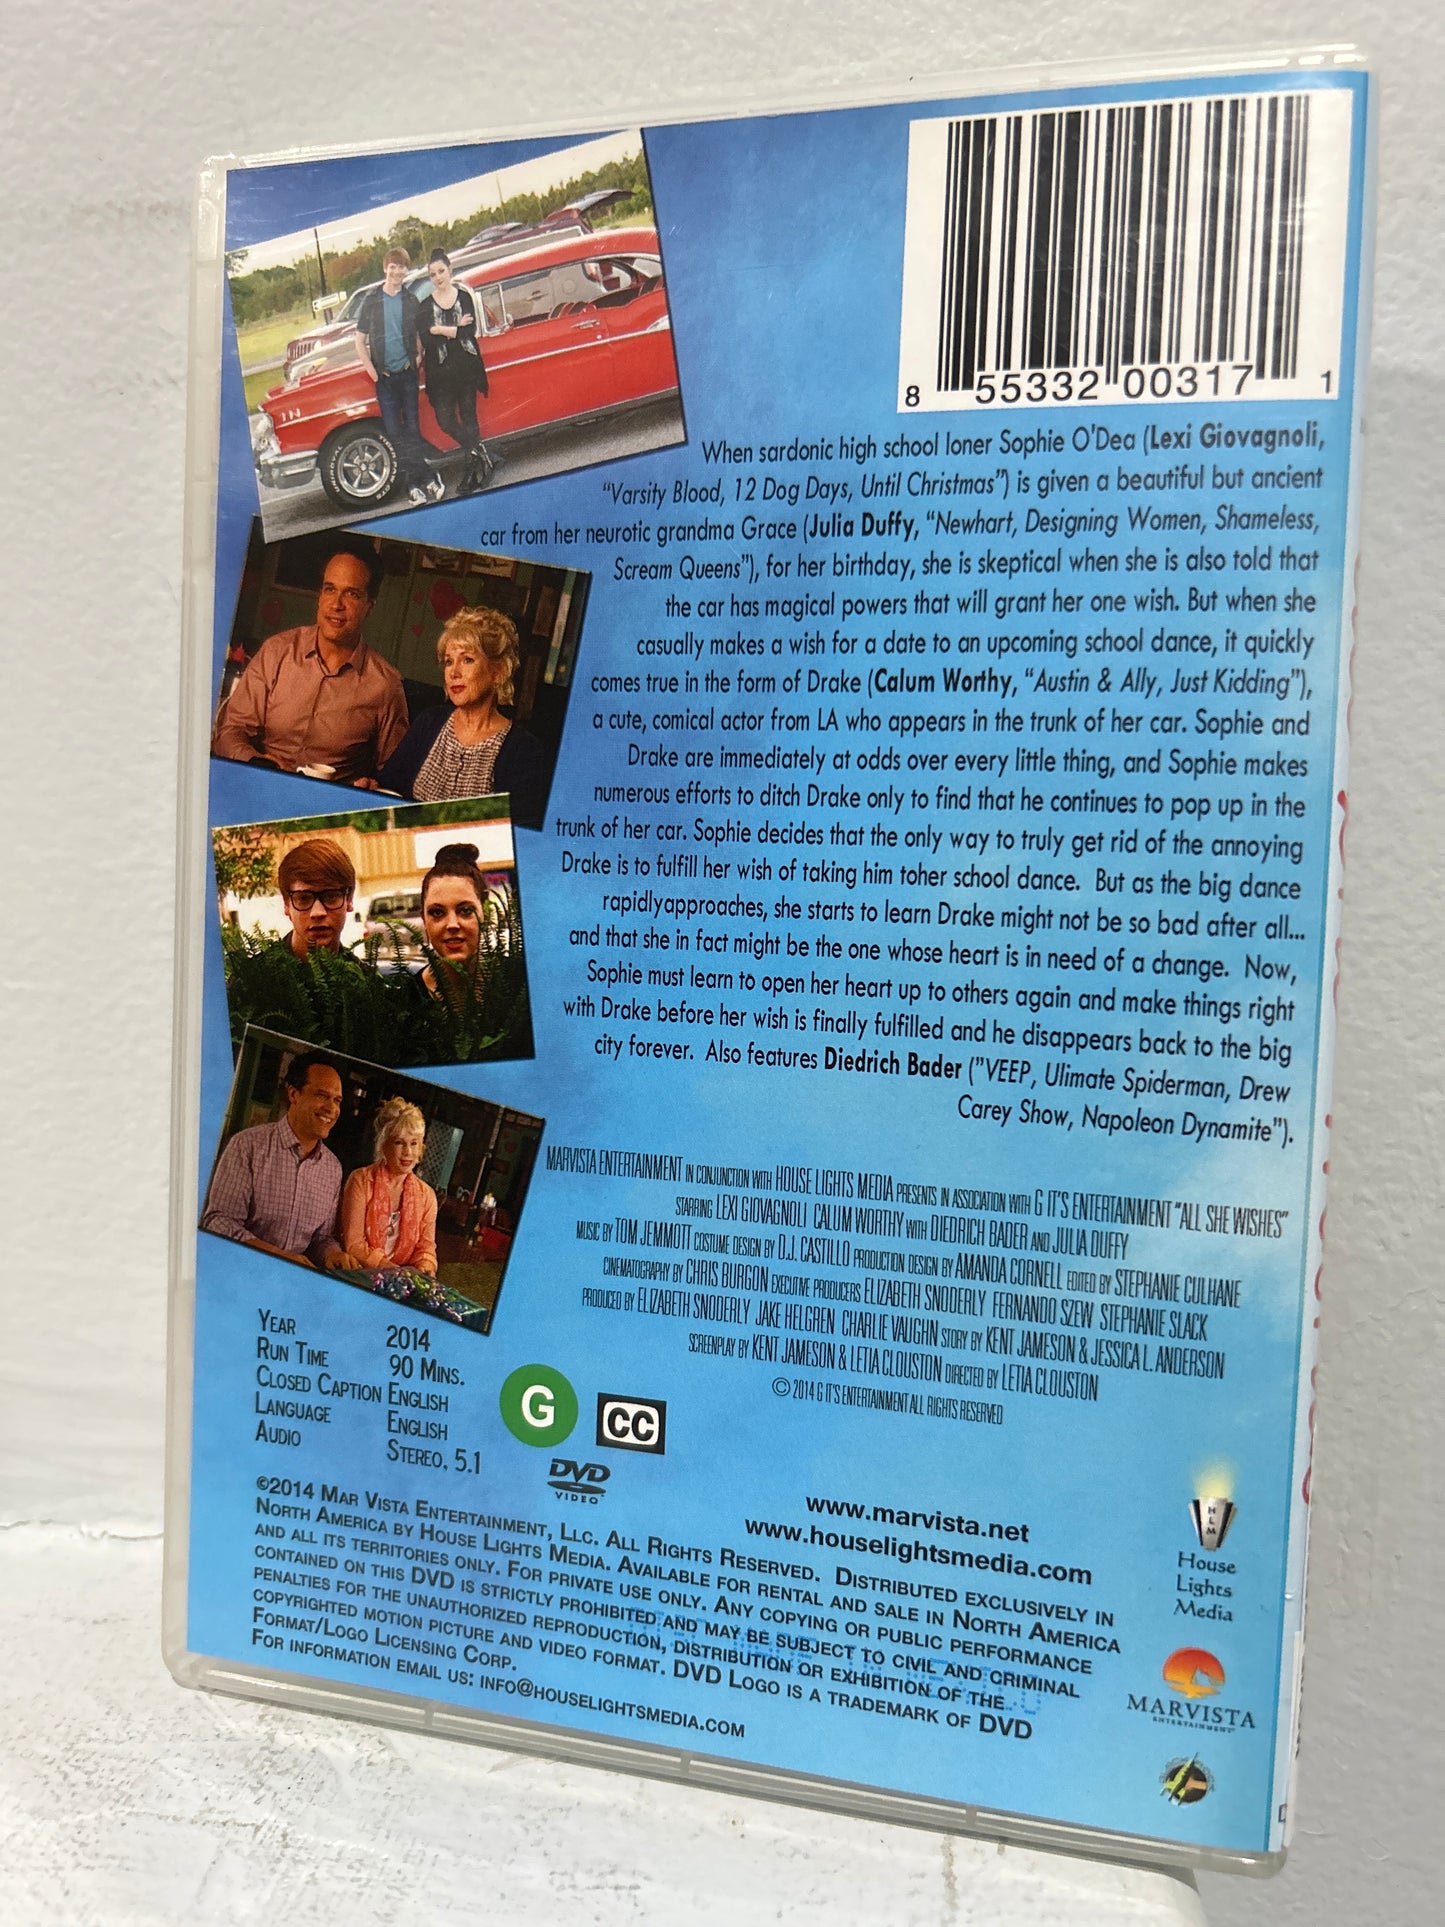 8 55332 00317 1
When sardonic high school loner Sophie O'Dea (Lexi Giovagnoli,
"Varsity Blood, 12 Dog Days, Until Christmas") is given a beautiful but ancient
car from her neurotic grandma Grace (Julia Duffy, "Newhart, Designing Women, Shameless,
Scream Queens"), for her birthday, she is skeptical when she is also told that
the car has magical powers that will grant her one wish. But when she
casually makes a wish for a date to an upcoming school dance, it quickly
comes true in the form of Drake (Calum Worthy, "Austin & Ally, Just Kidding"),
a cute, comical actor from LA who appears in the trunk of her car. Sophie and
Drake are immediately at odds over every little thing, and Sophie makes
numerous efforts to ditch Drake only to find that he continues to pop up in the
trunk of her car. Sophie decides that the only way to truly get rid of the annoying
Drake is to fulfill her wish of taking him toher school dance. But as the big dance
rapidlyapproaches, she starts to learn Drake might not be so bad after all...
and that she in fact might be the one whose heart is in need of a change. Now,
Sophie must learn to open her heart up to others again and make things right
with Drake before her wish is finally fulfilled and he disappears back to the big
city forever. Also features Diedrich Bader ("VEEP, Ulimate Spiderman, Drew
Carey Show, Napoleon Dynamite").
MARVISTA ENTERTAINMENT IN CONJUNCTION WITH HOUSE LIGHTS MEDIA PRESENTS IN ASSOCIATION WITH G IT'S ENTERTAINMENT "ALL SHE WISHES"
STARRING LEXI GIOVAGNOLI CALUM WORTHY WITH DIEDRICH BADER AND JULIA DUFFY
MUSIC BY TOM JEMMOTT COSTUME DESIGN BY D.J. CASTILLO PRODUCTION DESIGN BY AMANDA CORNELL EDITED BY STEPHANIE CULHANE
CINEMATOGRAPHY BY CHRIS BURGON EXECUTIVE PRODUCERS ELIZABETH SNODERLY FERNANDO SZEW STEPHANIE SLACK
PRODUCED BY ELIZABETH SNODERLY JAKE HELGREN CHARLIE VAUGHN STORY BY KENT JAMESON & JESSICA L. ANDERSON
SCREENPLAY BY KENT JAMESON & LETIA CLOUSTON DIRECTED BY LETIA CLOUSTON
© 2014 G IT'S ENTERTAINMENT ALL RIGHTS RESERVED
YEAR 2014
RUN TIME 90 MINS.
CLOSED CAPTION ENGLISH
LANGUAGE ENGLISH
AUDIO STEREO, 5.1
G
CC
DVD
VIDEO
www.marvista.net
www.houselightsmedia.com
©2014 MAR VISTA ENTERTAINMENT, LLC. ALL RIGHTS RESERVED. DISTRIBUTED EXCLUSIVELY IN
NORTH AMERICA BY HOUSE LIGHTS MEDIA. AVAILABLE FOR RENTAL AND SALE IN NORTH AMERICA
AND ALL ITS TERRITORIES ONLY. FOR PRIVATE USE ONLY. ANY COPYING OR PUBLIC PERFORMANCE
CONTAINED ON THIS DVD IS STRICTLY PROHIBITED AND MAY BE SUBJECT TO CIVIL AND CRIMINAL
PENALTIES FOR THE UNAUTHORIZED REPRODUCTION, DISTRIBUTION OR EXHIBITION OF THE
COPYRIGHTED MOTION PICTURE AND VIDEO FORMAT. DVD LOGO IS A TRADEMARK OF DVD
FORMAT/LOGO LICENSING CORP.
FOR INFORMATION EMAIL US: INFO@HOUSELIGHTSMEDIA.COM
HLM
House
Lights
Media
MARVISTA
ENTERTAINMENT